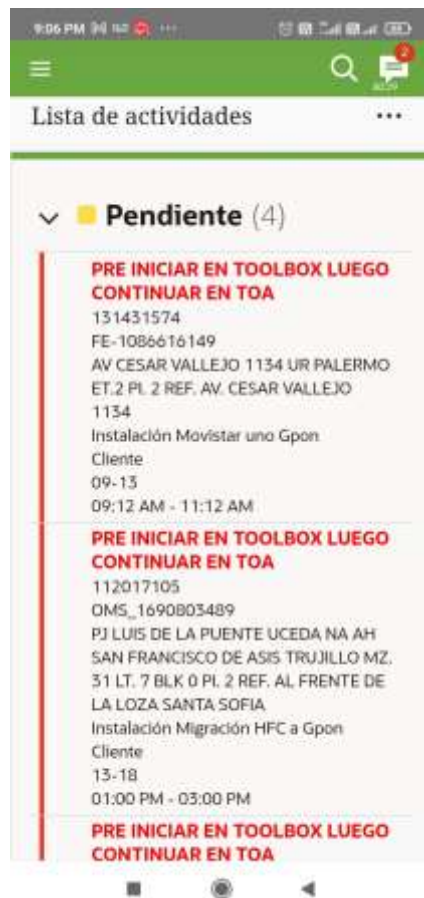 9:06 PM
2
Lista de actividades
Pendiente (4)
PRE INICIAR EN TOOLBOX LUEGO
CONTINUAR EN TOA
131431574
FE-1086616149
AV CESAR VALLEJO 1134 UR PALERMO
ET.2 PI. 2 REF. AV. CESAR VALLEJO
1134
Instalación Movistar uno Gpon
Cliente
09-13
09:12 AM - 11:12 AM
PRE INICIAR EN TOOLBOX LUEGO
CONTINUAR EN TOA
112017105
OMS_1690803489
PJ LUIS DE LA PUENTE UCEDA NA AH
SAN FRANCISCO DE ASIS TRUJILLO MZ.
31 LT. 7 BLK 0 PI. 2 REF. AL FRENTE DE
LA LOZA SANTA SOFIA
Instalación Migración HFC a Gpon
Cliente
13-18
01:00 PM - 03:00 PM
PRE INICIAR EN TOOLBOX LUEGO
CONTINUAR EN TOA